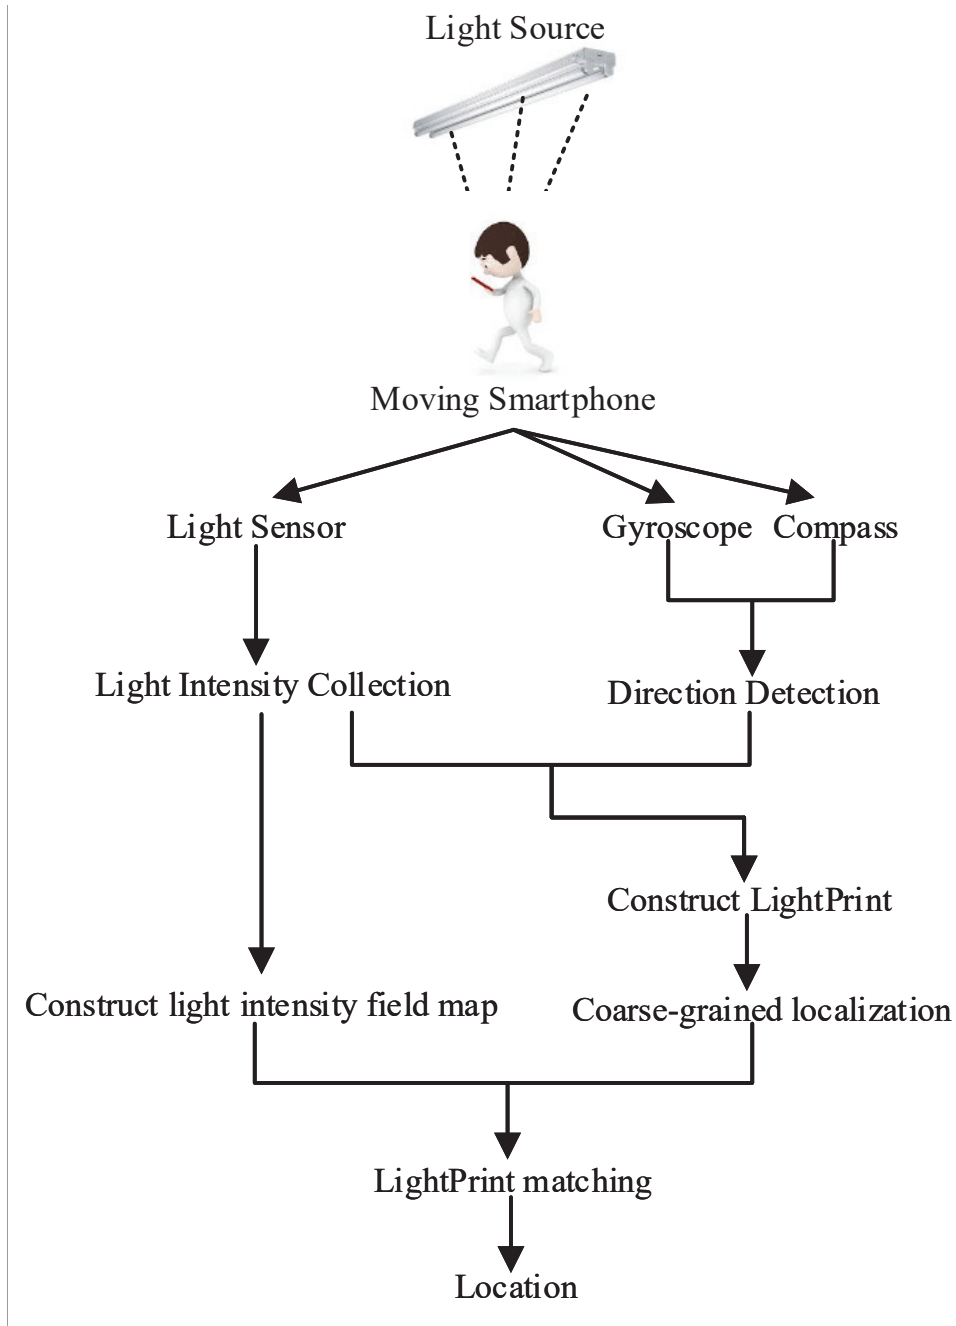 Light Source
Moving Smartphone
Light Sensor
Gyroscope
Compass
Light Intensity Collection
Direction Detection
Construct LightPrint
Construct light intensity field map
Coarse-grained localization
LightPrint matching
Location